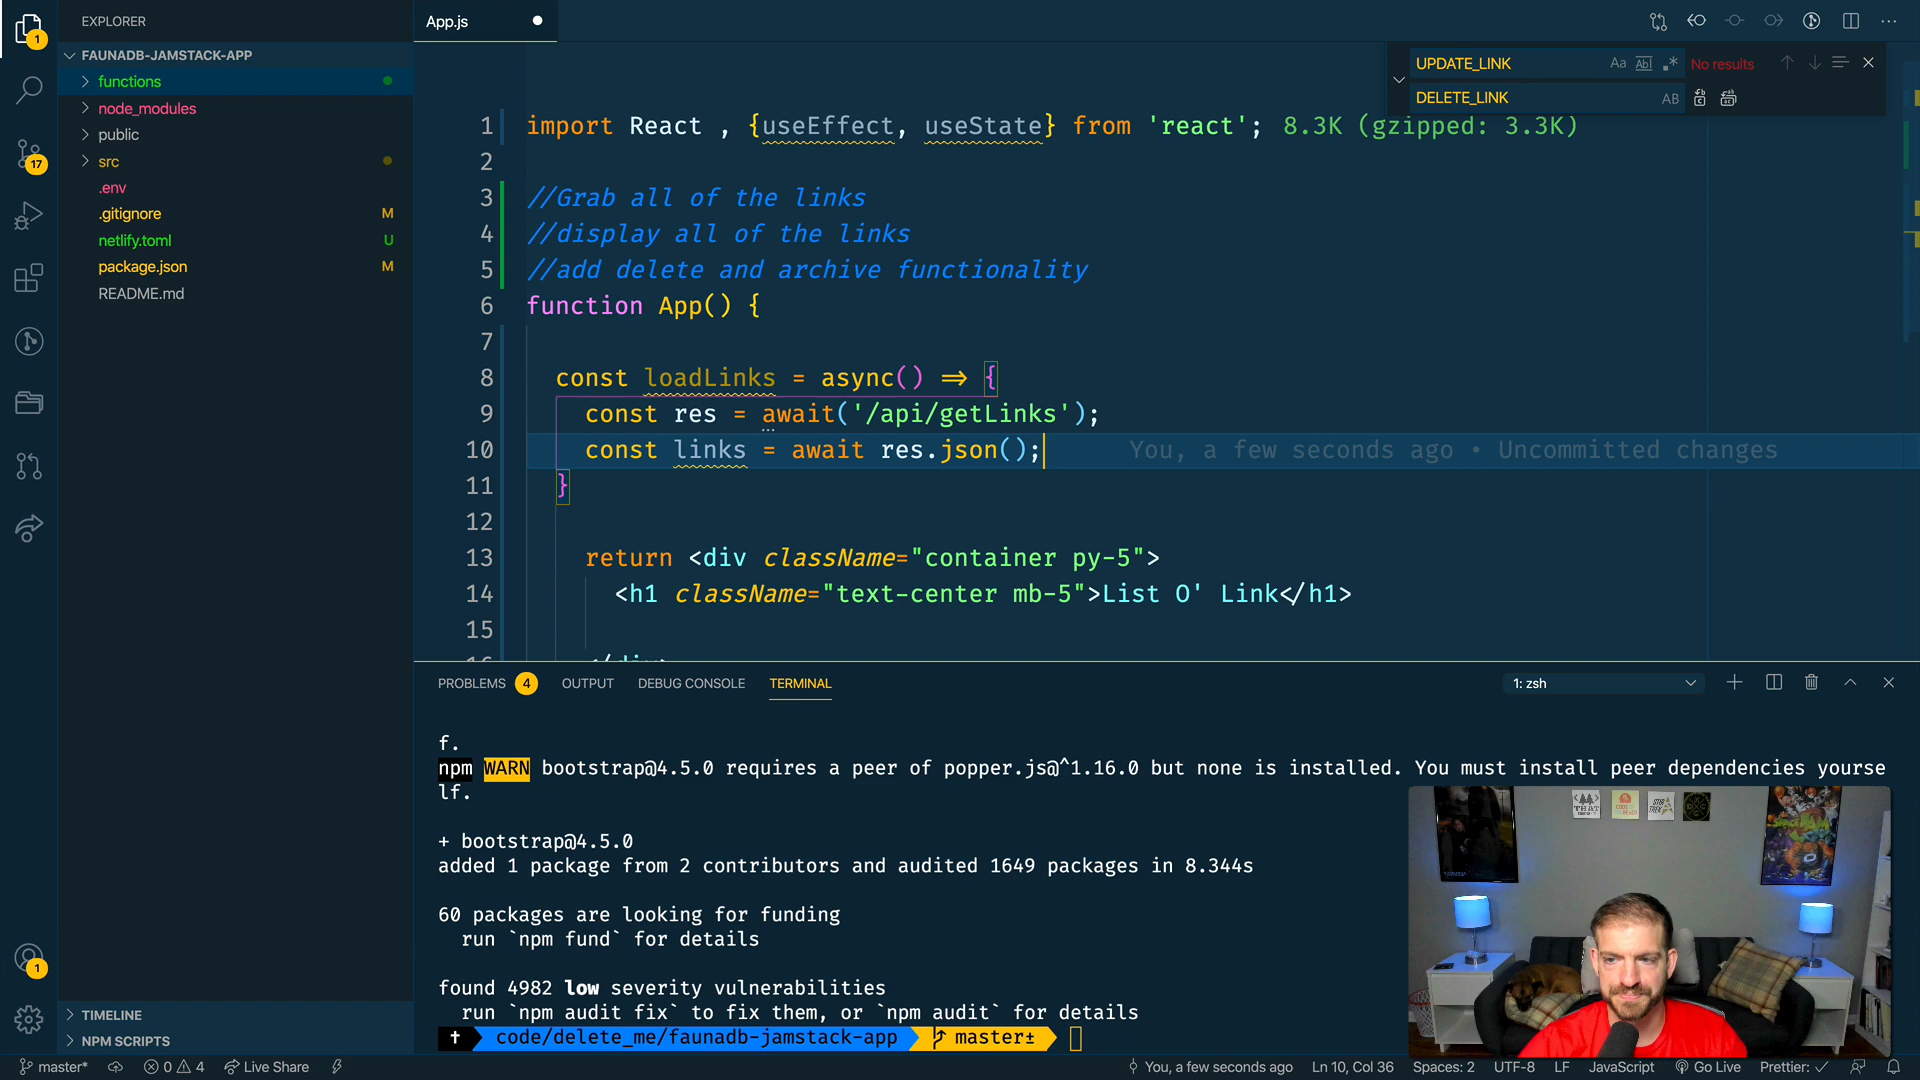 EXPLORER
App.js
FAUNADB-JAMSTACK-APP
functions
node_modules
public
src
.env
.gitignore M
netlify.toml U
package.json M
README.md
1
17
UPDATE_LINK Aa Abl .* No results
DELETE_LINK AB
1 import React , {useEffect, useState} from 'react'; 8.3K (gzipped: 3.3K)
2
3 //Grab all of the links
4 //display all of the links
5 //add delete and archive functionality
6 function App() {
7
8 const loadLinks = async() => {
9 const res = await('/api/getLinks');
10 const links = await res.json(); You, a few seconds ago • Uncommitted changes
11 }
12
13 return <div className="container py-5">
14 <h1 className="text-center mb-5">List O' Link</h1>
15
16 </div>
PROBLEMS 4 OUTPUT DEBUG CONSOLE TERMINAL 1: zsh
f.
npm WARN bootstrap@4.5.0 requires a peer of popper.js@^1.16.0 but none is installed. You must install peer dependencies yourse
lf.
+ bootstrap@4.5.0
added 1 package from 2 contributors and audited 1649 packages in 8.344s
60 packages are looking for funding
run `npm fund` for details
found 4982 low severity vulnerabilities
run `npm audit fix` to fix them, or `npm audit` for details
code/delete_me/faunadb-jamstack-app master±
1
TIMELINE
NPM SCRIPTS
master* 0 4 Live Share You, a few seconds ago Ln 10, Col 36 Spaces: 2 UTF-8 LF JavaScript Go Live Prettier: ✓